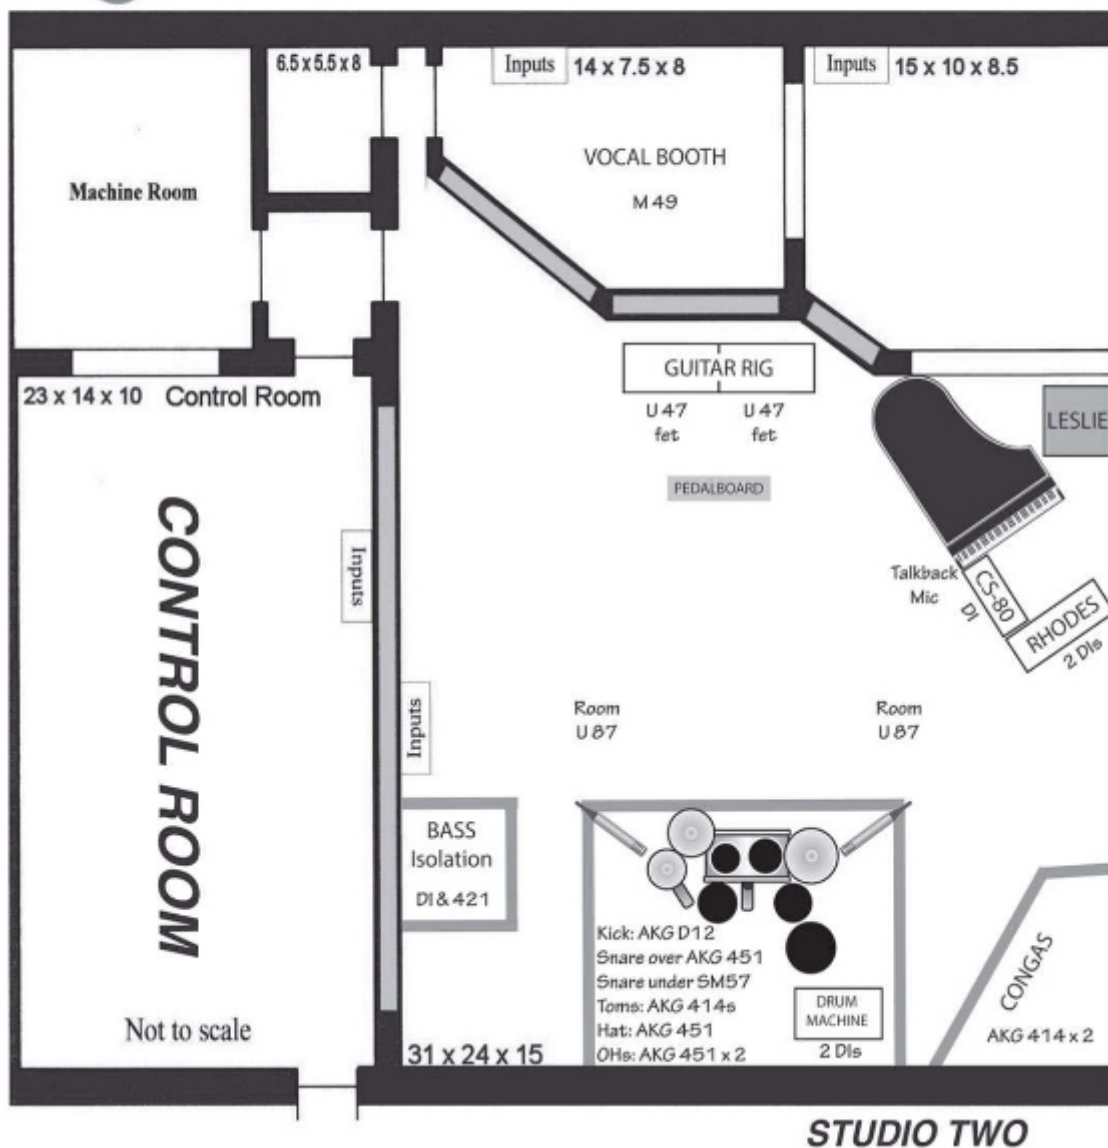 6.5 x 5.5 x 8
Inputs
14 x 7.5 x 8
Inputs
15 x 10 x 8.5
VOCAL BOOTH
M 49
Machine Room
GUITAR RIG
U 47
fet
U 47
fet
PEDALBOARD
LESLIE
23 x 14 x 10
Control Room
CONTROL ROOM
Inputs
Inputs
Talkback
Mic
DI
CS-80
RHODES
2 DIs
Room
U 87
Room
U 87
BASS
Isolation
DI & 421
Kick: AKG D12
Snare over AKG 451
Snare under SM57
Toms: AKG 414s
Hat: AKG 451
OHs: AKG 451 x 2
DRUM
MACHINE
2 DIs
CONGAS
AKG 414 x 2
Not to scale
31 x 24 x 15
STUDIO TWO